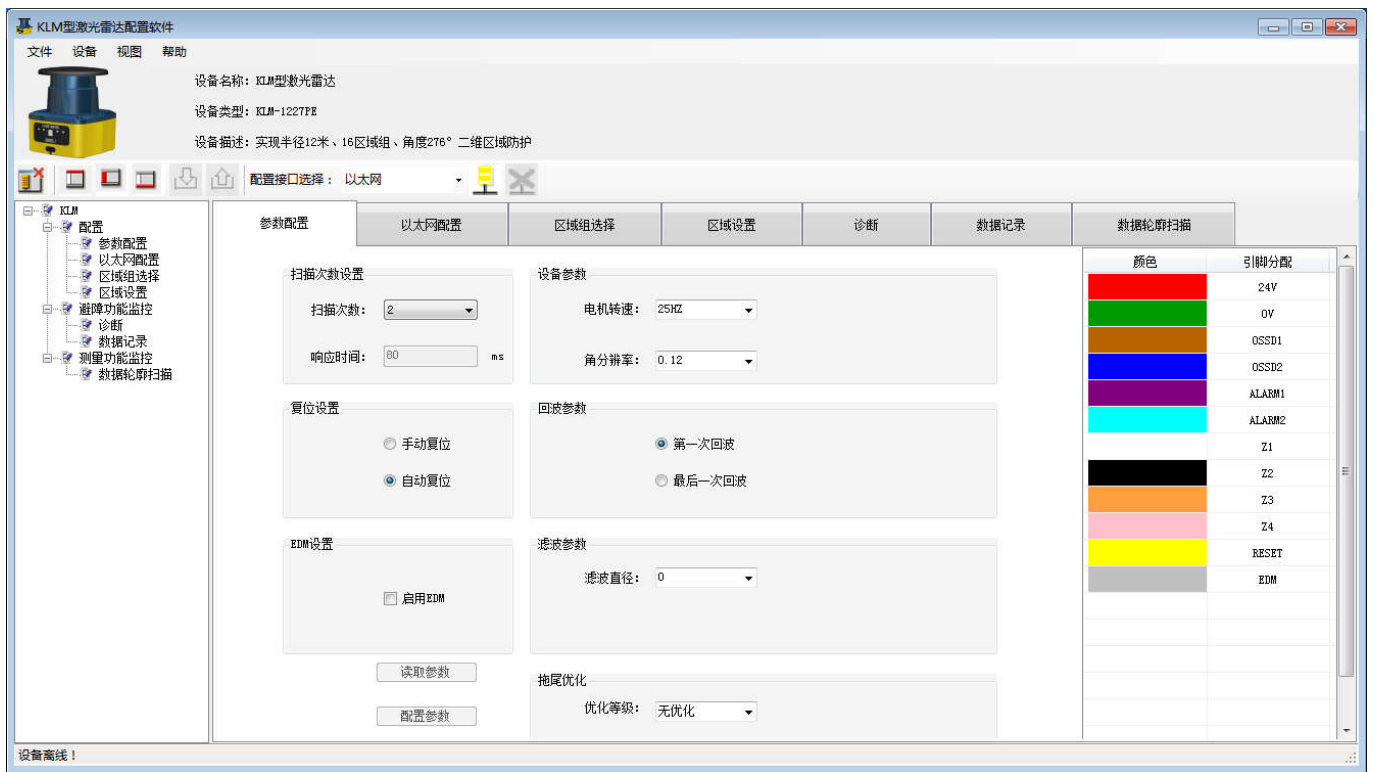 KLM型激光雷达配置软件
文件 设备 视图 帮助
设备名称：KLM型激光雷达
设备类型：KLM-1227PE
设备描述：实现半径12米、16区域组、角度276° 二维区域防护
配置接口选择： 以太网
KLM
配置
参数配置
以太网配置
区域组选择
区域设置
避障功能监控
诊断
数据记录
测量功能监控
数据轮廓扫描
参数配置 以太网配置 区域组选择 区域设置 诊断 数据记录 数据轮廓扫描
扫描次数设置
扫描次数： 2
响应时间： 80 ms
设备参数
电机转速： 25HZ
角分辨率： 0.12
复位设置
手动复位
自动复位
回波参数
第一次回波
最后一次回波
EDM设置
启用EDM
滤波参数
滤波直径： 0
读取参数
配置参数
拖尾优化
优化等级： 无优化
颜色 引脚分配
24V
0V
OSSD1
OSSD2
ALARM1
ALARM2
Z1
Z2
Z3
Z4
RESET
EDM
设备离线！